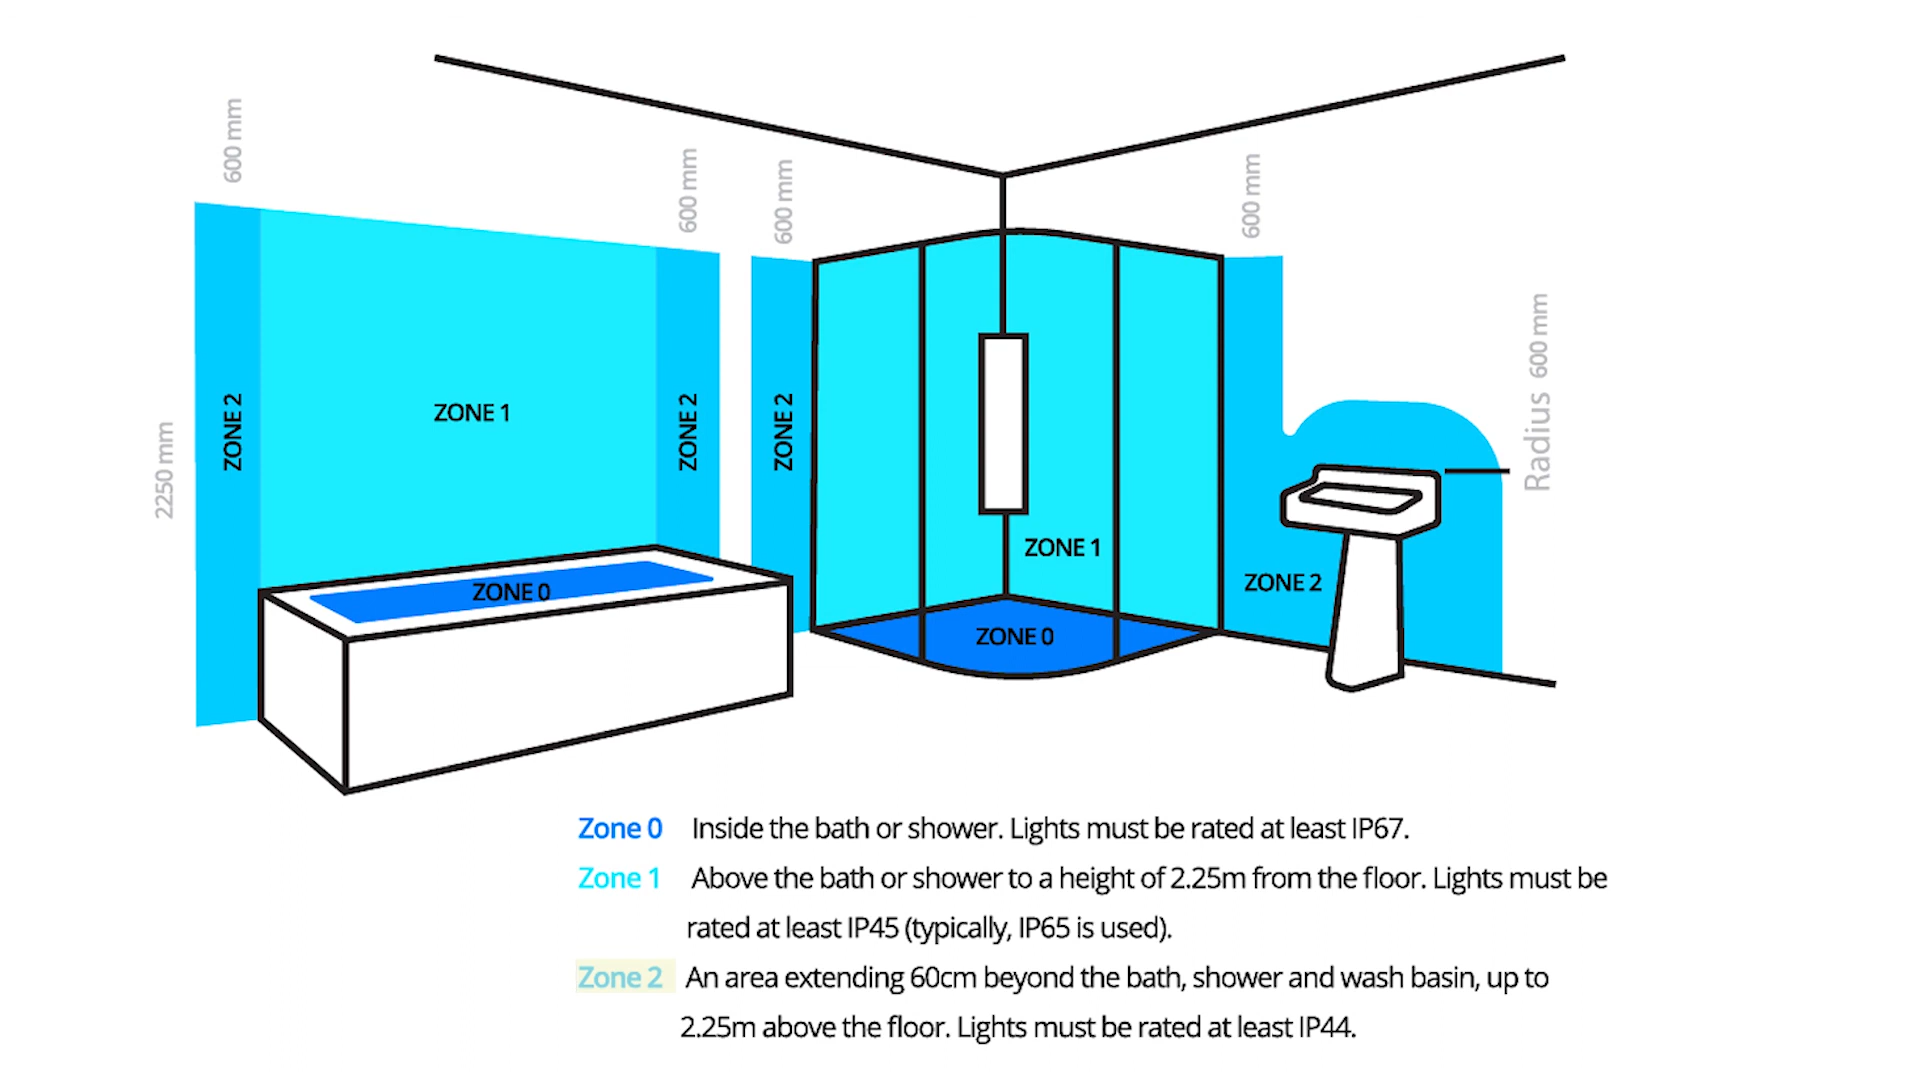 600 mm
600 mm
600 mm
600 mm
Radius 600 mm
2250 mm
ZONE 2
ZONE 1
ZONE 2
ZONE 2
ZONE 1
ZONE 2
ZONE 0
ZONE 0
Zone 0 Inside the bath or shower. Lights must be rated at least IP67.
Zone 1 Above the bath or shower to a height of 2.25m from the floor. Lights must be
rated at least IP45 (typically, IP65 is used).
Zone 2 An area extending 60cm beyond the bath, shower and wash basin, up to
2.25m above the floor. Lights must be rated at least IP44.